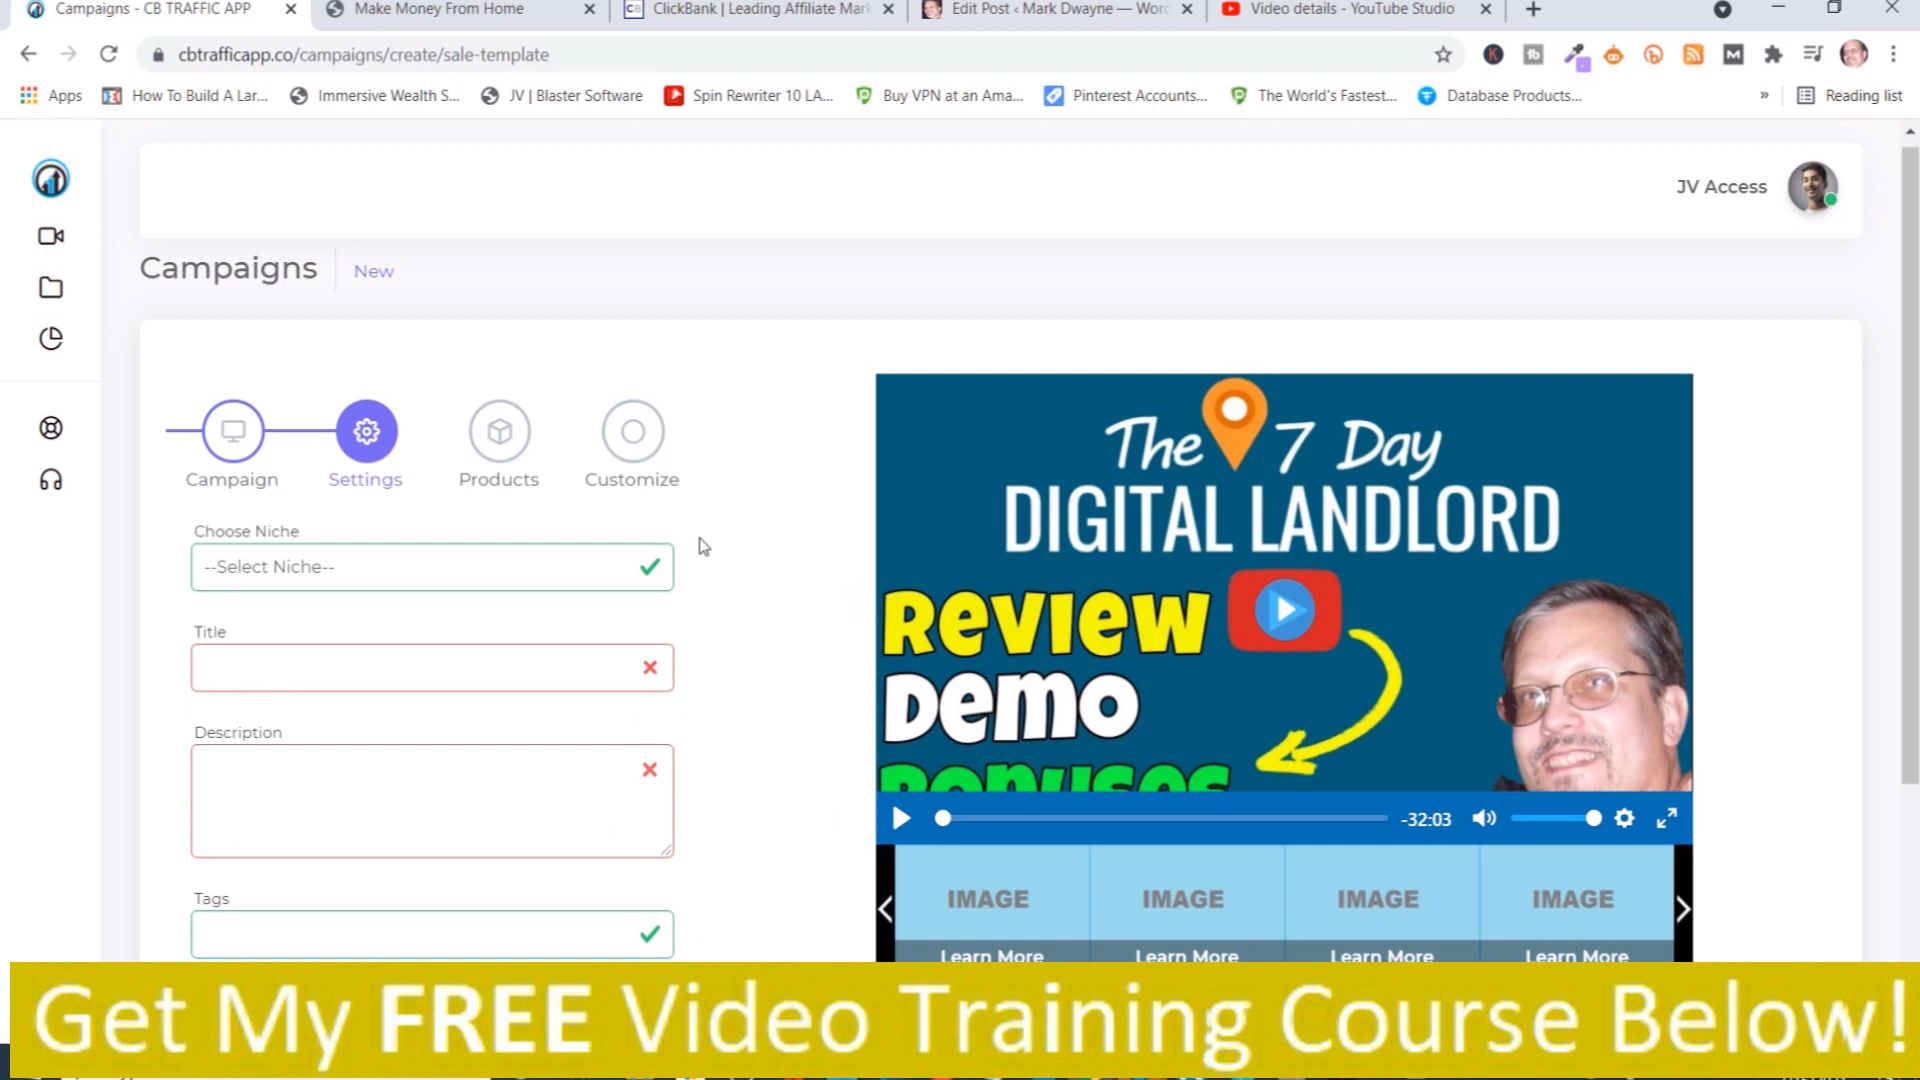 Campaigns - CB TRAFFIC APP
Make Money From Home
CB
ClickBank | Leading Affiliate Mark
Edit Post ‹ Mark Dwayne — Word
Video details - YouTube Studio
cbtrafficapp.co/campaigns/create/sale-template
Apps
How To Build A Lar...
Immersive Wealth S...
JV | Blaster Software
Spin Rewriter 10 LA...
Buy VPN at an Ama...
Pinterest Accounts...
The World's Fastest...
Database Products...
»
Reading list
JV Access
Campaigns
New
Campaign
Settings
Products
Customize
Choose Niche
--Select Niche--
Title
Description
Tags
The 7 Day
DIGITAL LANDLORD
Review
Demo
Bonuses
-32:03
IMAGE
IMAGE
IMAGE
IMAGE
Learn More
Learn More
Learn More
Learn More
Get My FREE Video Training Course Below!